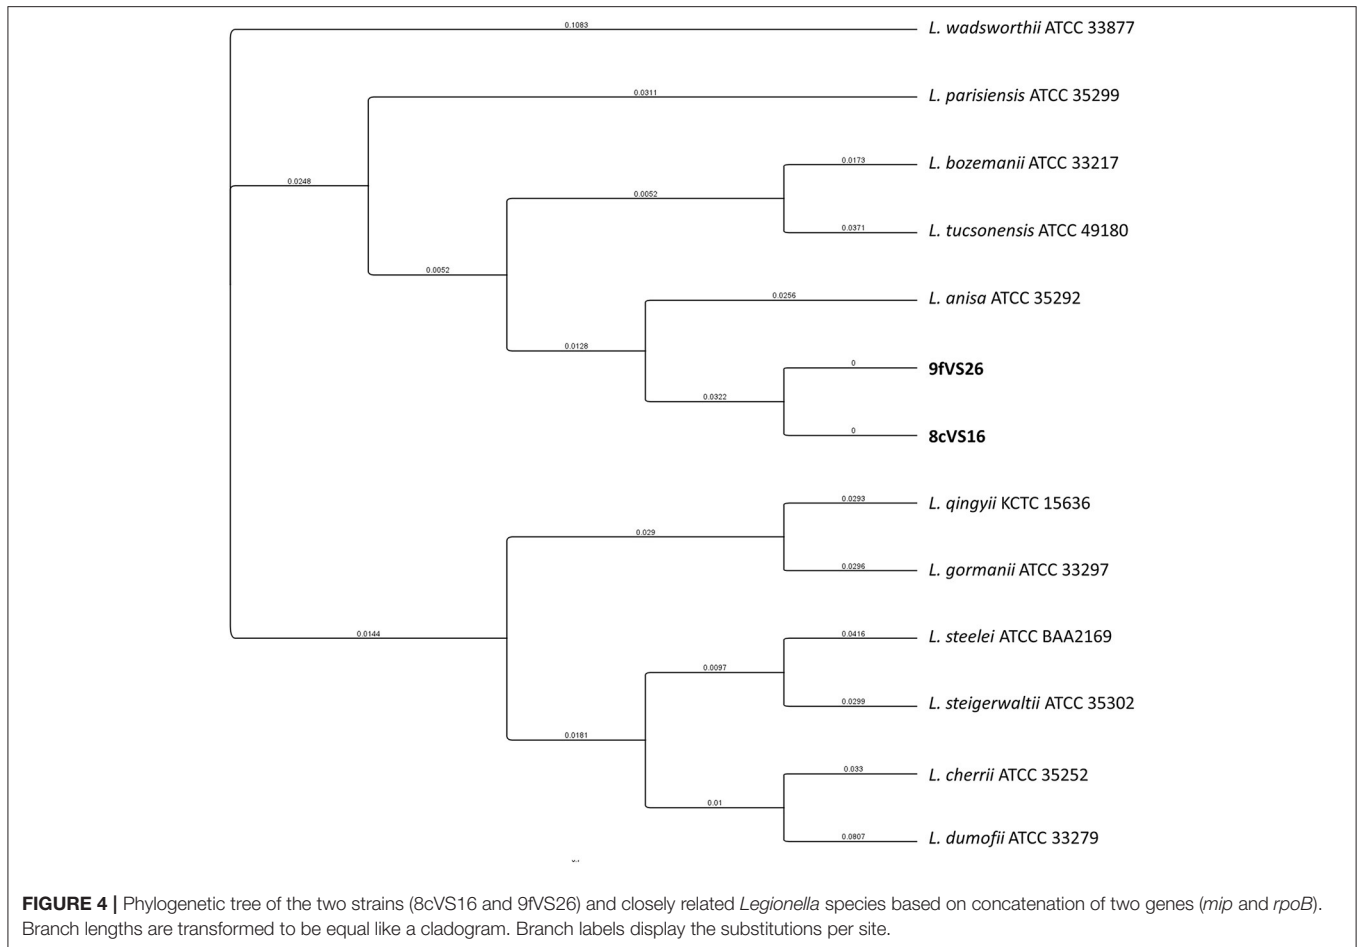 0.1083
L. wadsworthii ATCC 33877
0.0311
L. parisiensis ATCC 35299
0.0173
L. bozemanii ATCC 33217
0.0248
0.0052
0.0371
L. tucsonensis ATCC 49180
0.0052
0.0256
L. anisa ATCC 35292
0.0128
0
9fVS26
0.0322
0
8cVS16
0.0293
L. qingyii KCTC 15636
0.029
0.0296
L. gormanii ATCC 33297
0.0144
0.0416
L. steelei ATCC BAA2169
0.0097
0.0299
L. steigerwaltii ATCC 35302
0.0181
0.033
L. cherrii ATCC 35252
0.01
0.0807
L. dumofii ATCC 33279
FIGURE 4 | Phylogenetic tree of the two strains (8cVS16 and 9fVS26) and closely related Legionella species based on concatenation of two genes (mip and rpoB).
Branch lengths are transformed to be equal like a cladogram. Branch labels display the substitutions per site.